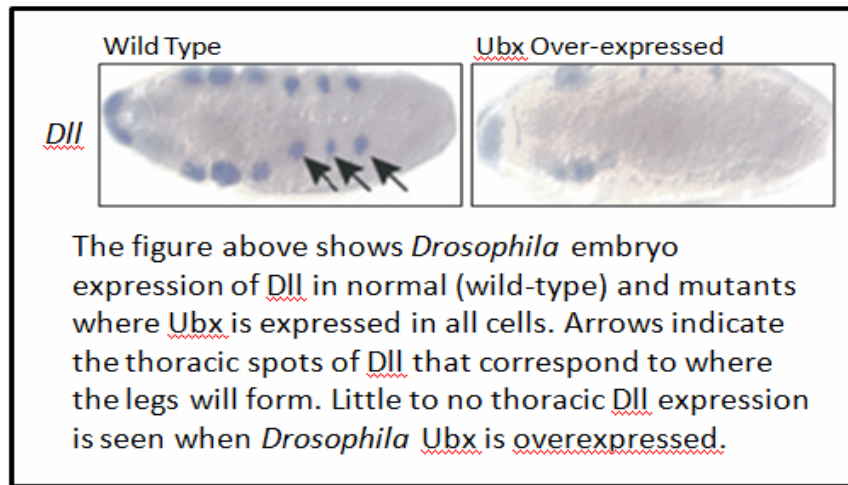 Wild Type
Ubx Over-expressed
Dll
The figure above shows Drosophila embryo
expression of Dll in normal (wild-type) and mutants
where Ubx is expressed in all cells. Arrows indicate
the thoracic spots of Dll that correspond to where
the legs will form. Little to no thoracic Dll expression
is seen when Drosophila Ubx is overexpressed.